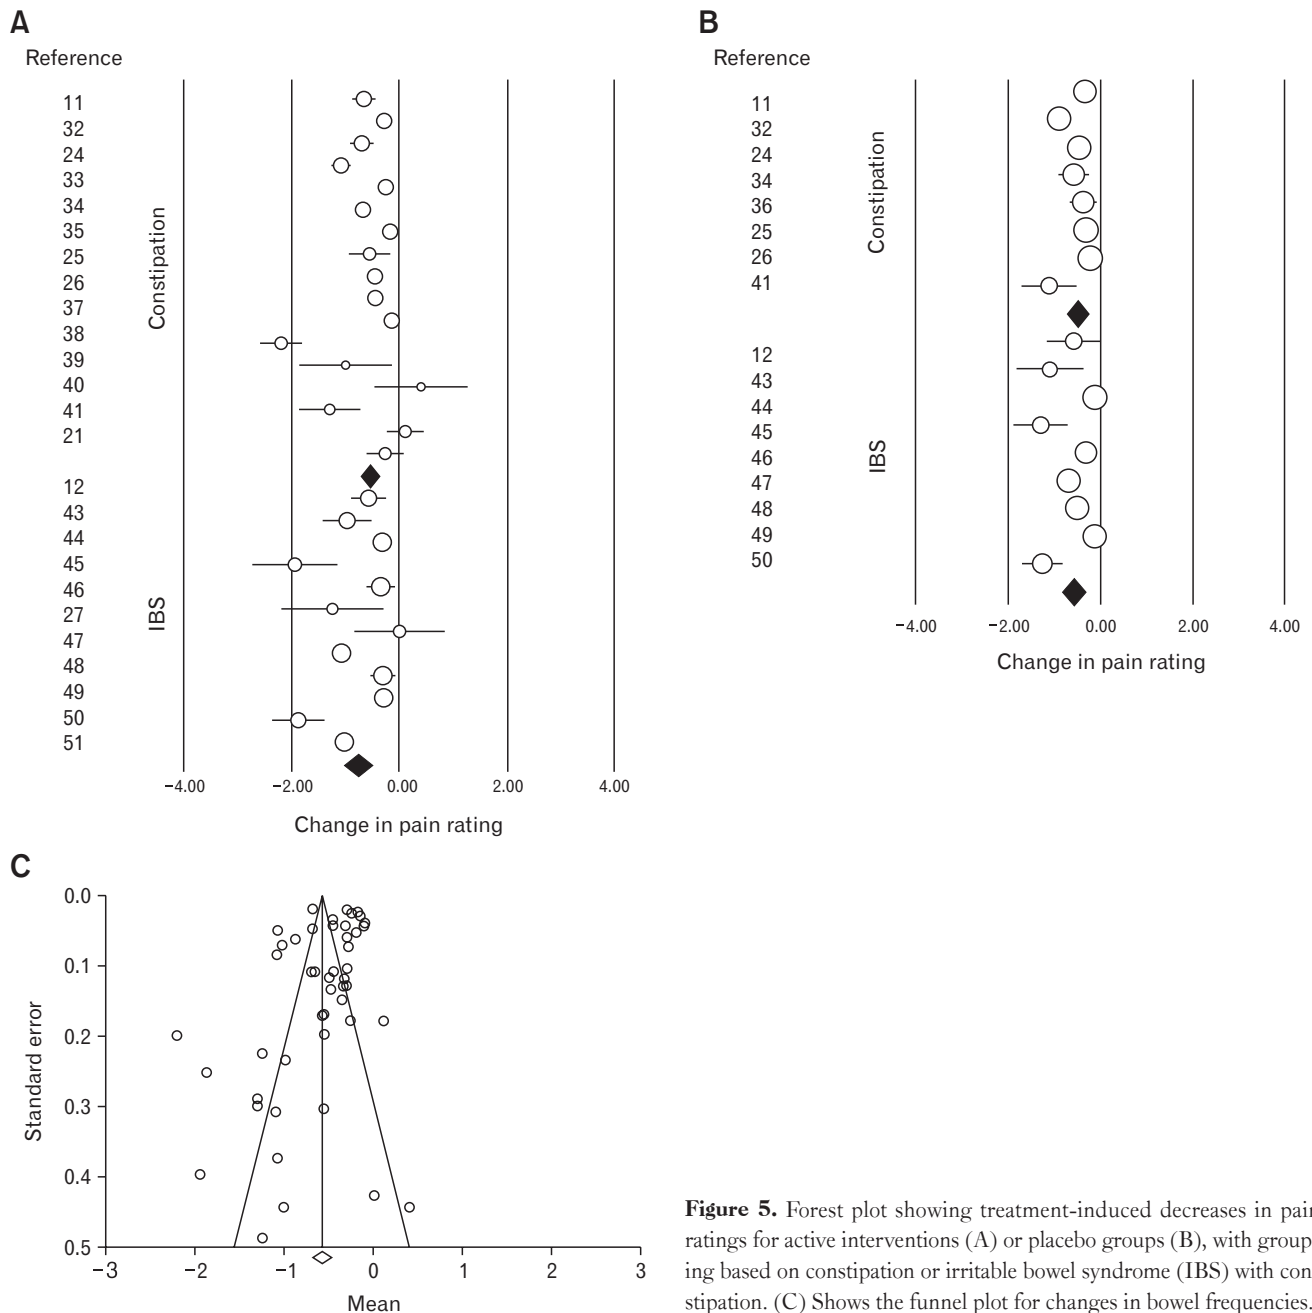 A
Reference
11
32
24
33
34
35
25
26
37
38
39
40
41
21
12
43
44
45
46
27
47
48
49
50
51
Constipation
IBS
−4.00 −2.00 0.00 2.00 4.00
Change in pain rating
B
Reference
11
32
24
34
36
25
26
41
12
43
44
45
46
47
48
49
50
Constipation
IBS
−4.00 −2.00 0.00 2.00 4.00
Change in pain rating
C
0.0
0.1
0.2
0.3
0.4
0.5
Standard error
−3 −2 −1 0 1 2 3
Mean
Figure 5. Forest plot showing treatment-induced decreases in pain
ratings for active interventions (A) or placebo groups (B), with group
ing based on constipation or irritable bowel syndrome (IBS) with con
stipation. (C) Shows the funnel plot for changes in bowel frequencies.